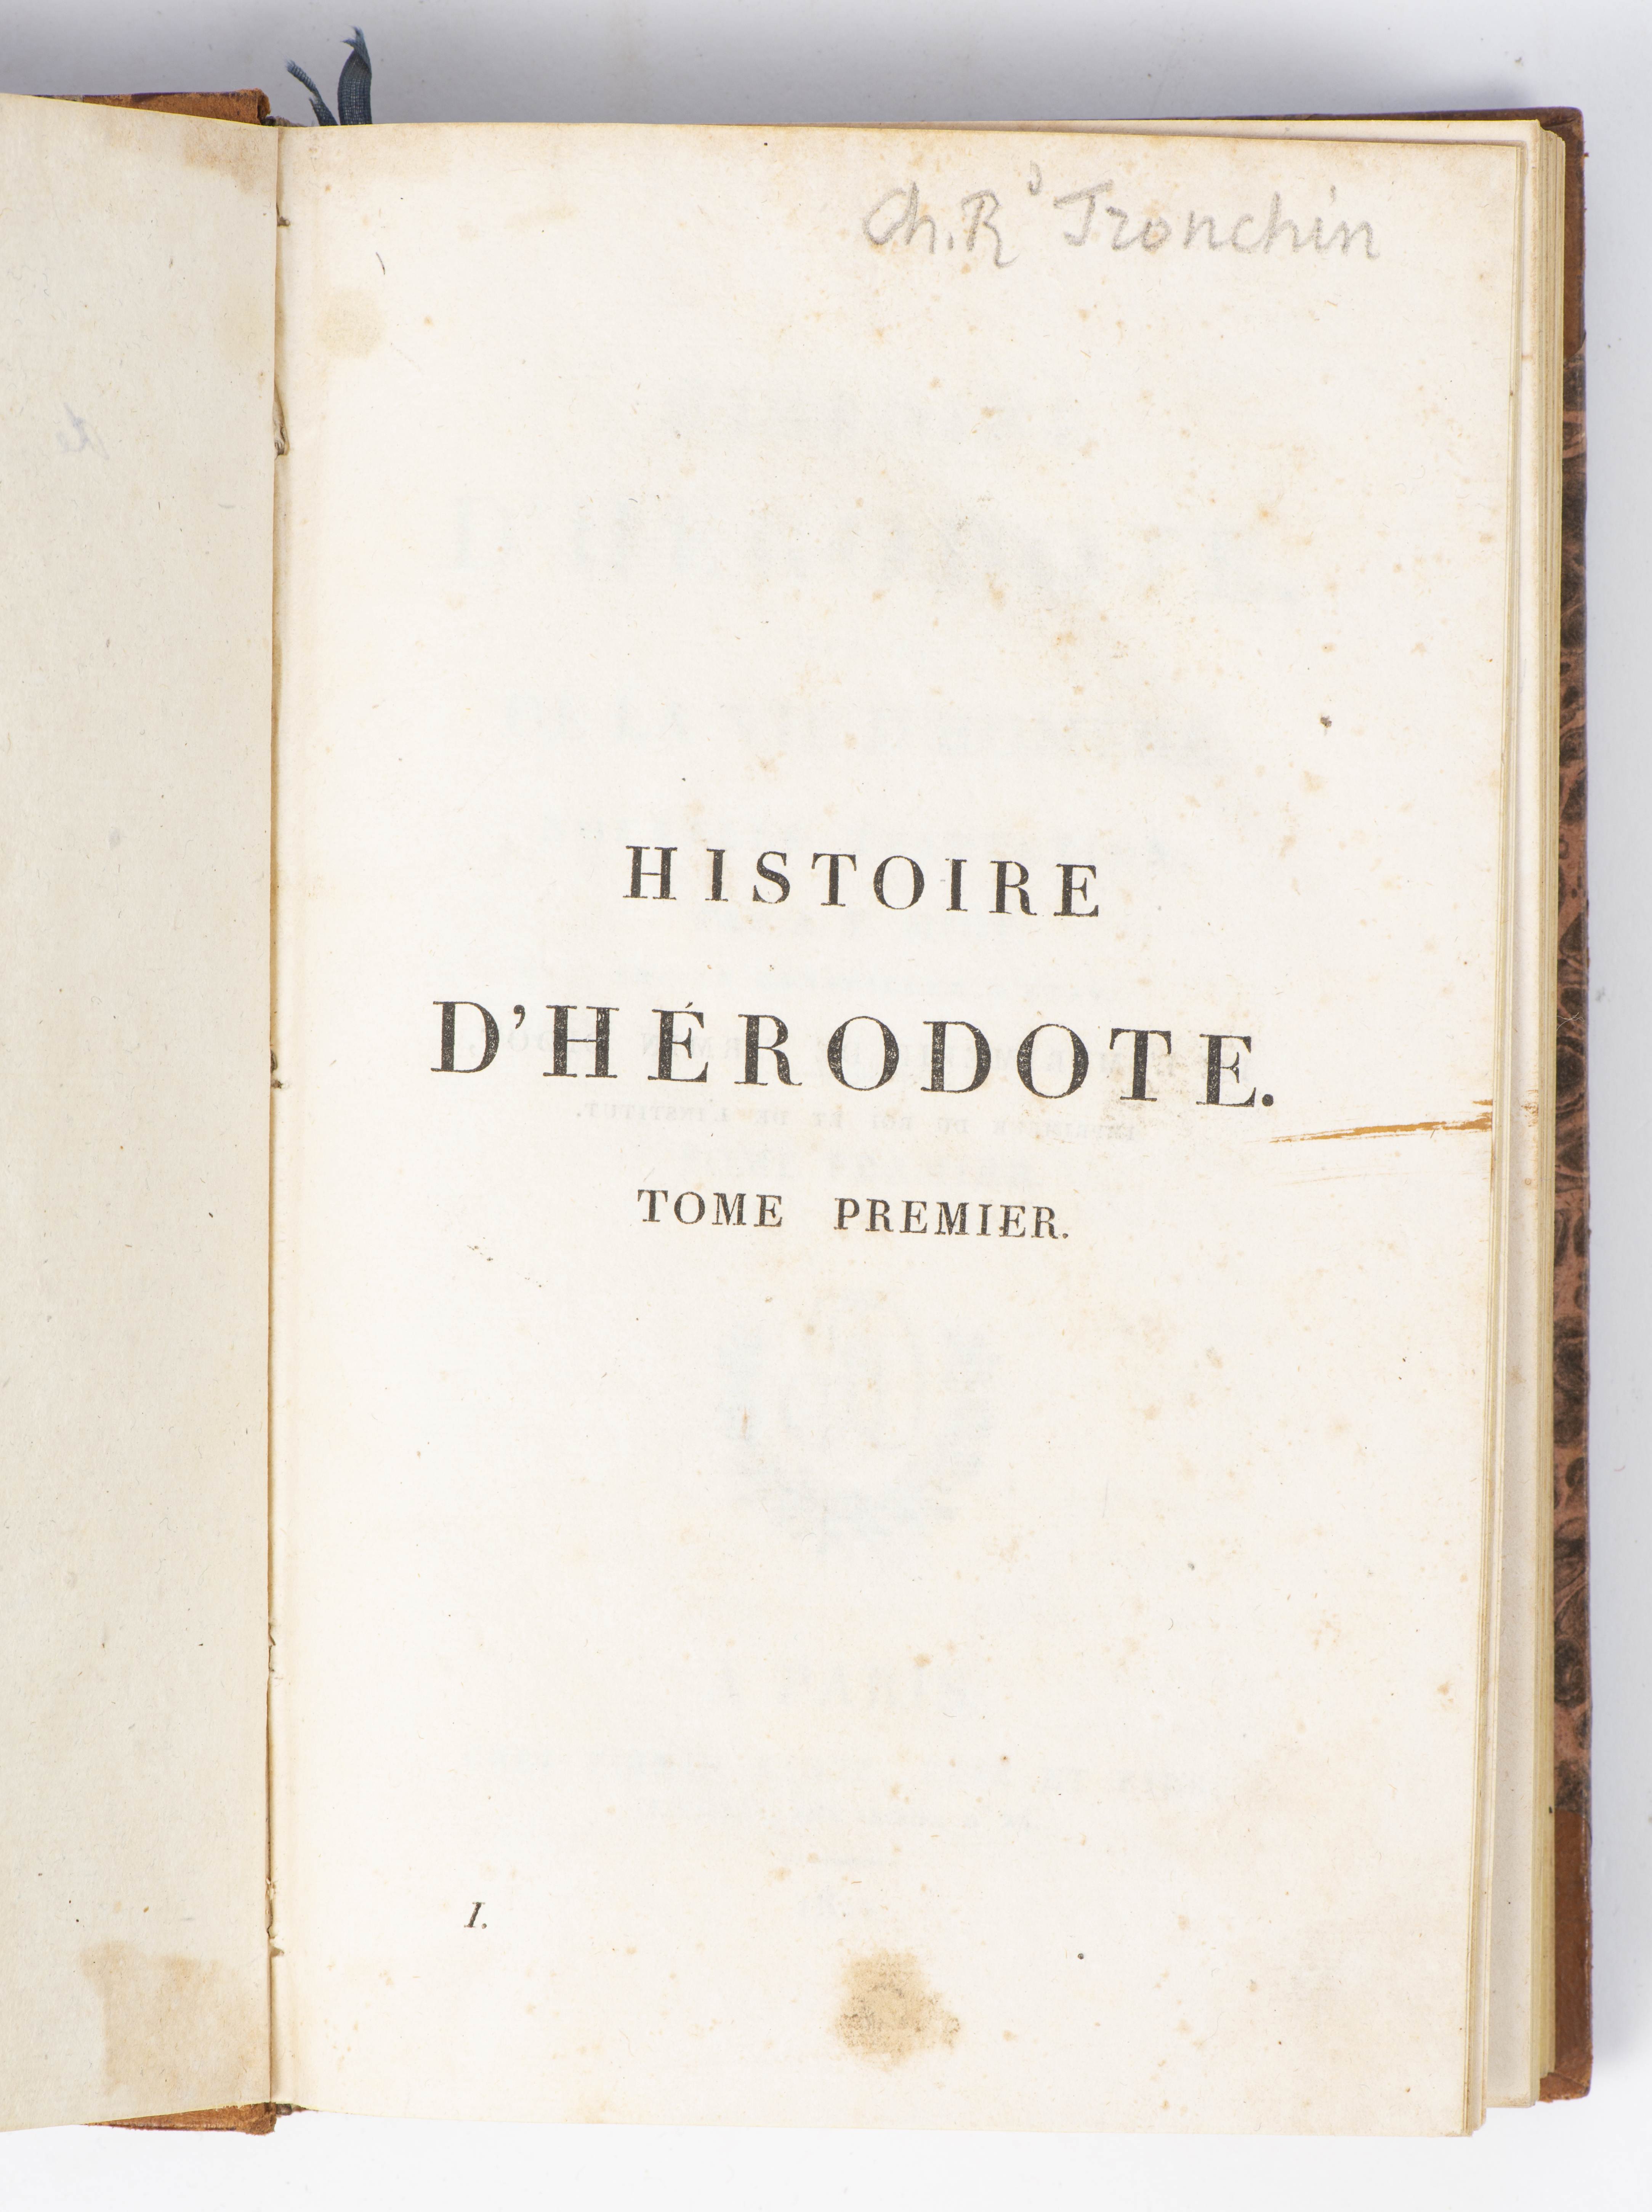 Ch. R^d Tronchin
HISTOIRE
D'HÉRODOTE.
TOME PREMIER.
I.